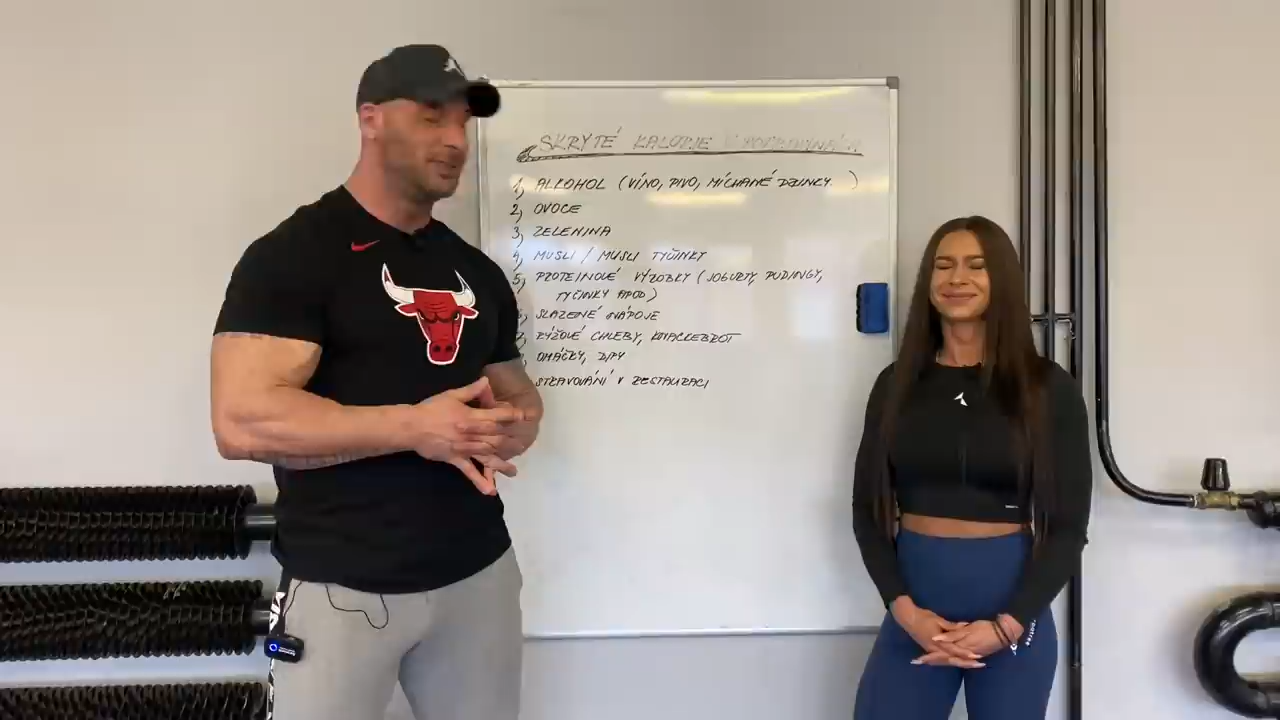 SKRYTÉ KALORIE V POTRAVINÁCH
1, ALKOHOL (VÍNO, PIVO, MÍCHANÉ DRINKY )
2, OVOCE
3, ZELENINA
4, MUSLI / MUSLI TYČINKY
5, PROTEINOVÉ VÝROBKY (JOGURTY, PUDINGY,
TYČINKY APOD)
SLAZENÉ NÁPOJE
RÝŽOVÉ CHLEBY, KNACKEBROT
OMÁČKY, DIPY
STRAVOVÁNÍ V RESTAURACI